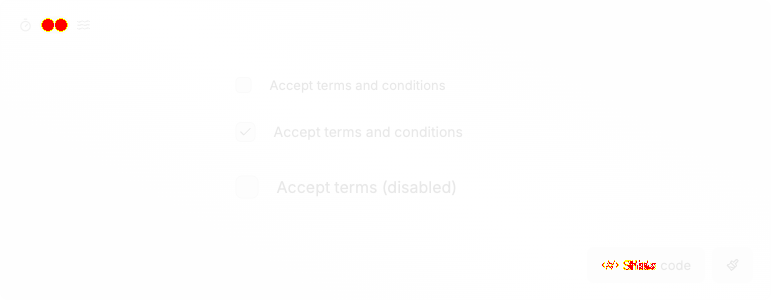 Accept terms and conditions
Accept terms and conditions
Accept terms (disabled)
code